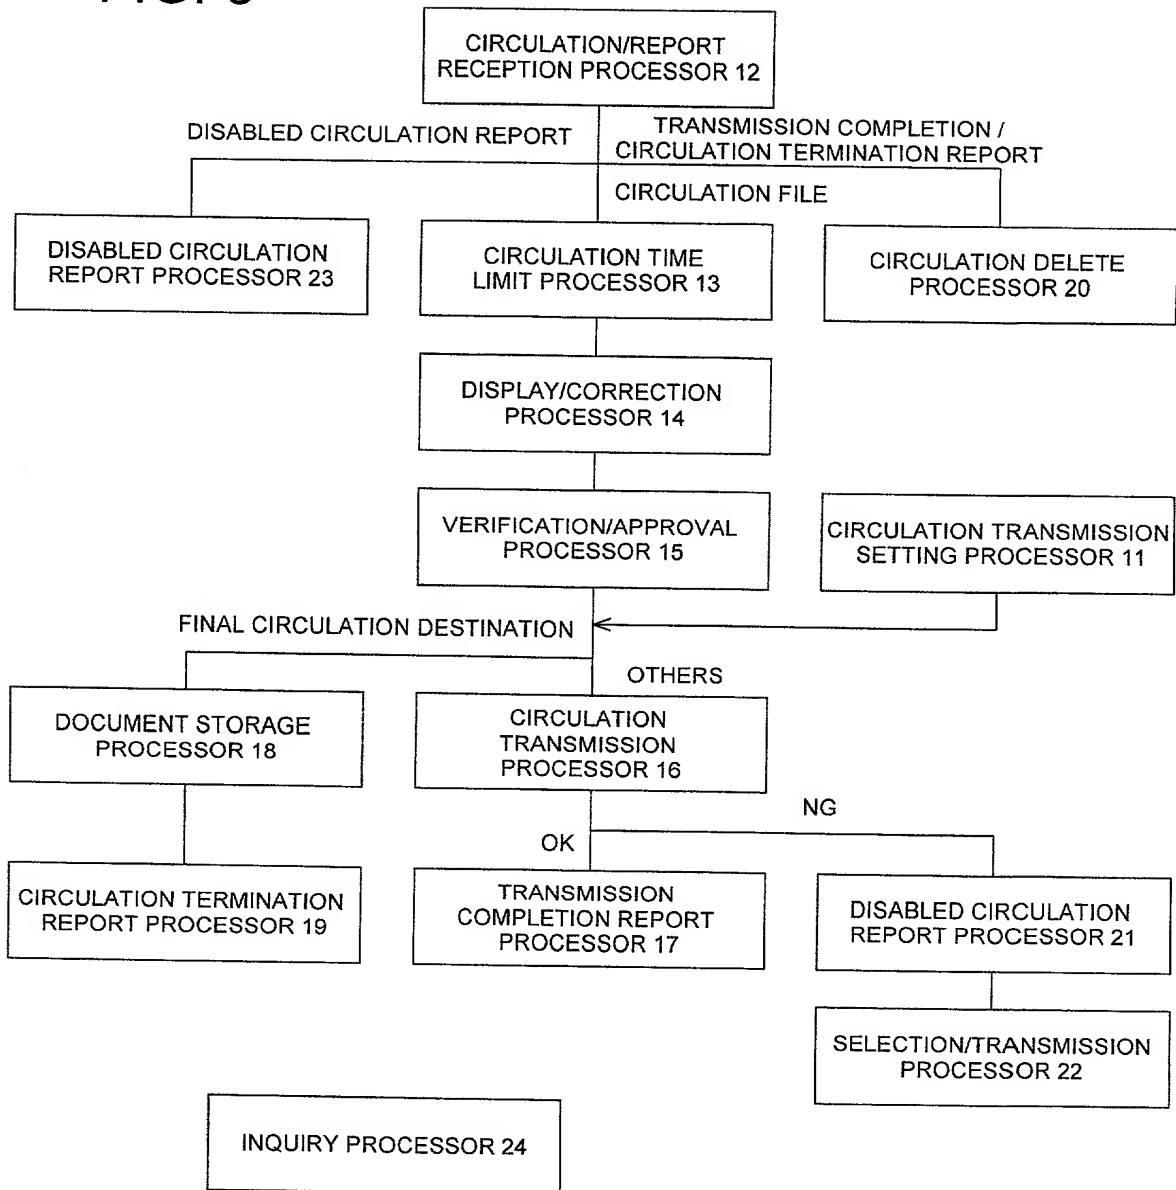 CIRCULATION/REPORT
RECEPTION PROCESSOR 12
DISABLED CIRCULATION REPORT
TRANSMISSION COMPLETION /
CIRCULATION TERMINATION REPORT
CIRCULATION FILE
DISABLED CIRCULATION
REPORT PROCESSOR 23
CIRCULATION TIME
LIMIT PROCESSOR 13
CIRCULATION DELETE
PROCESSOR 20
DISPLAY/CORRECTION
PROCESSOR 14
VERIFICATION/APPROVAL
PROCESSOR 15
CIRCULATION TRANSMISSION
SETTING PROCESSOR 11
FINAL CIRCULATION DESTINATION
OTHERS
DOCUMENT STORAGE
PROCESSOR 18
CIRCULATION
TRANSMISSION
PROCESSOR 16
NG
OK
CIRCULATION TERMINATION
REPORT PROCESSOR 19
TRANSMISSION
COMPLETION REPORT
PROCESSOR 17
DISABLED CIRCULATION
REPORT PROCESSOR 21
SELECTION/TRANSMISSION
PROCESSOR 22
INQUIRY PROCESSOR 24